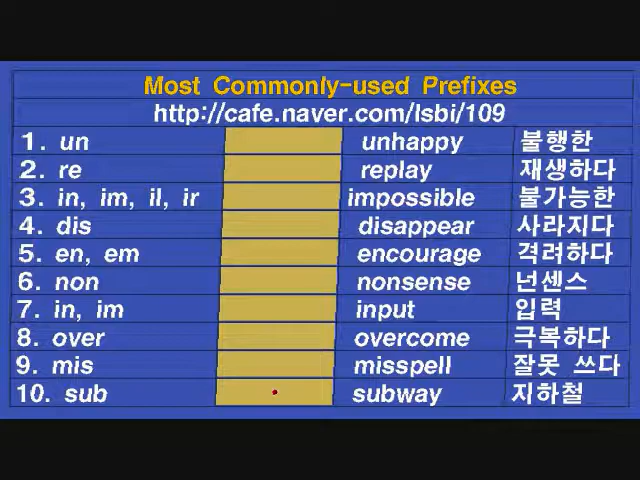 Most Commonly-used Prefixes
http://cafe.naver.com/lsbi/109
1. un unhappy 불행한
2. re replay 재생하다
3. in, im, il, ir impossible 불가능한
4. dis disappear 사라지다
5. en, em encourage 격려하다
6. non nonsense 넌센스
7. in, im input 입력
8. over overcome 극복하다
9. mis misspell 잘못 쓰다
10. sub subway 지하철